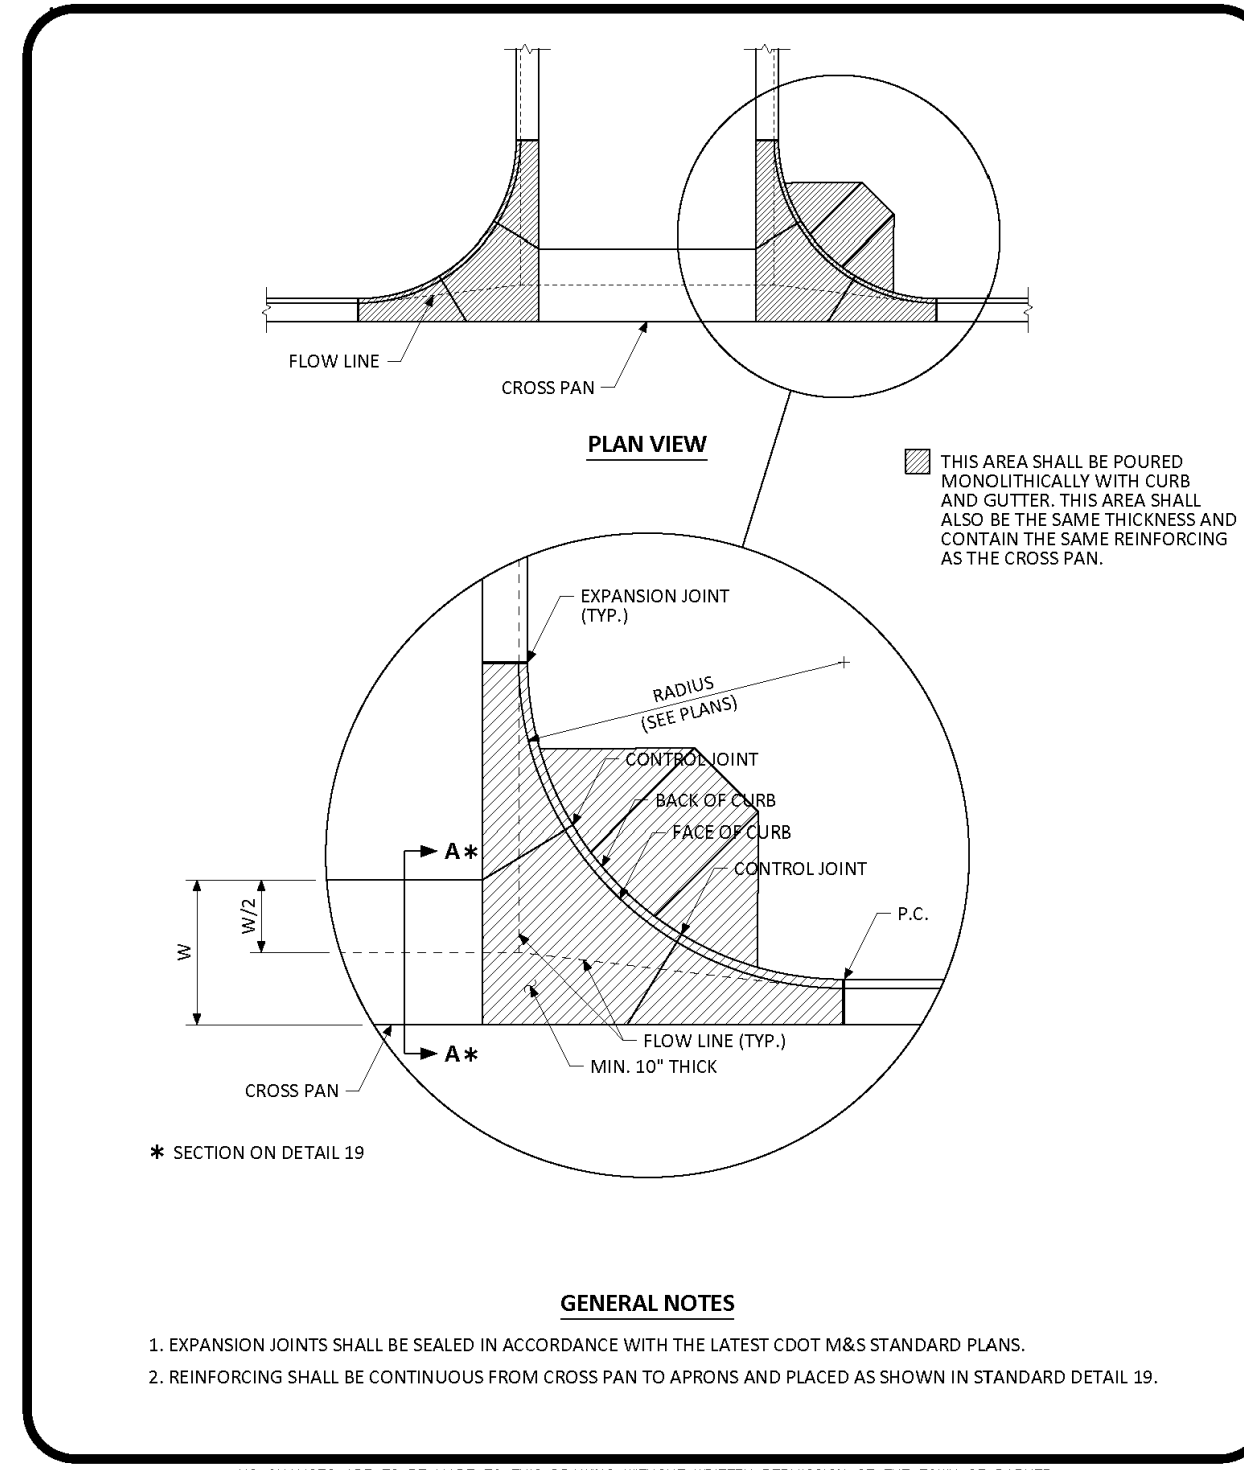 FLOW LINE
CROSS PAN
PLAN VIEW
THIS AREA SHALL BE POURED
MONOLITHICALLY WITH CURB
AND GUTTER. THIS AREA SHALL
ALSO BE THE SAME THICKNESS AND
CONTAIN THE SAME REINFORCING
AS THE CROSS PAN.
EXPANSION JOINT
(TYP.)
RADIUS
(SEE PLANS)
CONTROL JOINT
BACK OF CURB
FACE OF CURB
CONTROL JOINT
A*
P.C.
W/2
W
FLOW LINE (TYP.)
A*
MIN. 10" THICK
CROSS PAN
* SECTION ON DETAIL 19
GENERAL NOTES
1. EXPANSION JOINTS SHALL BE SEALED IN ACCORDANCE WITH THE LATEST CDOT M&S STANDARD PLANS.
2. REINFORCING SHALL BE CONTINUOUS FROM CROSS PAN TO APRONS AND PLACED AS SHOWN IN STANDARD DETAIL 19.